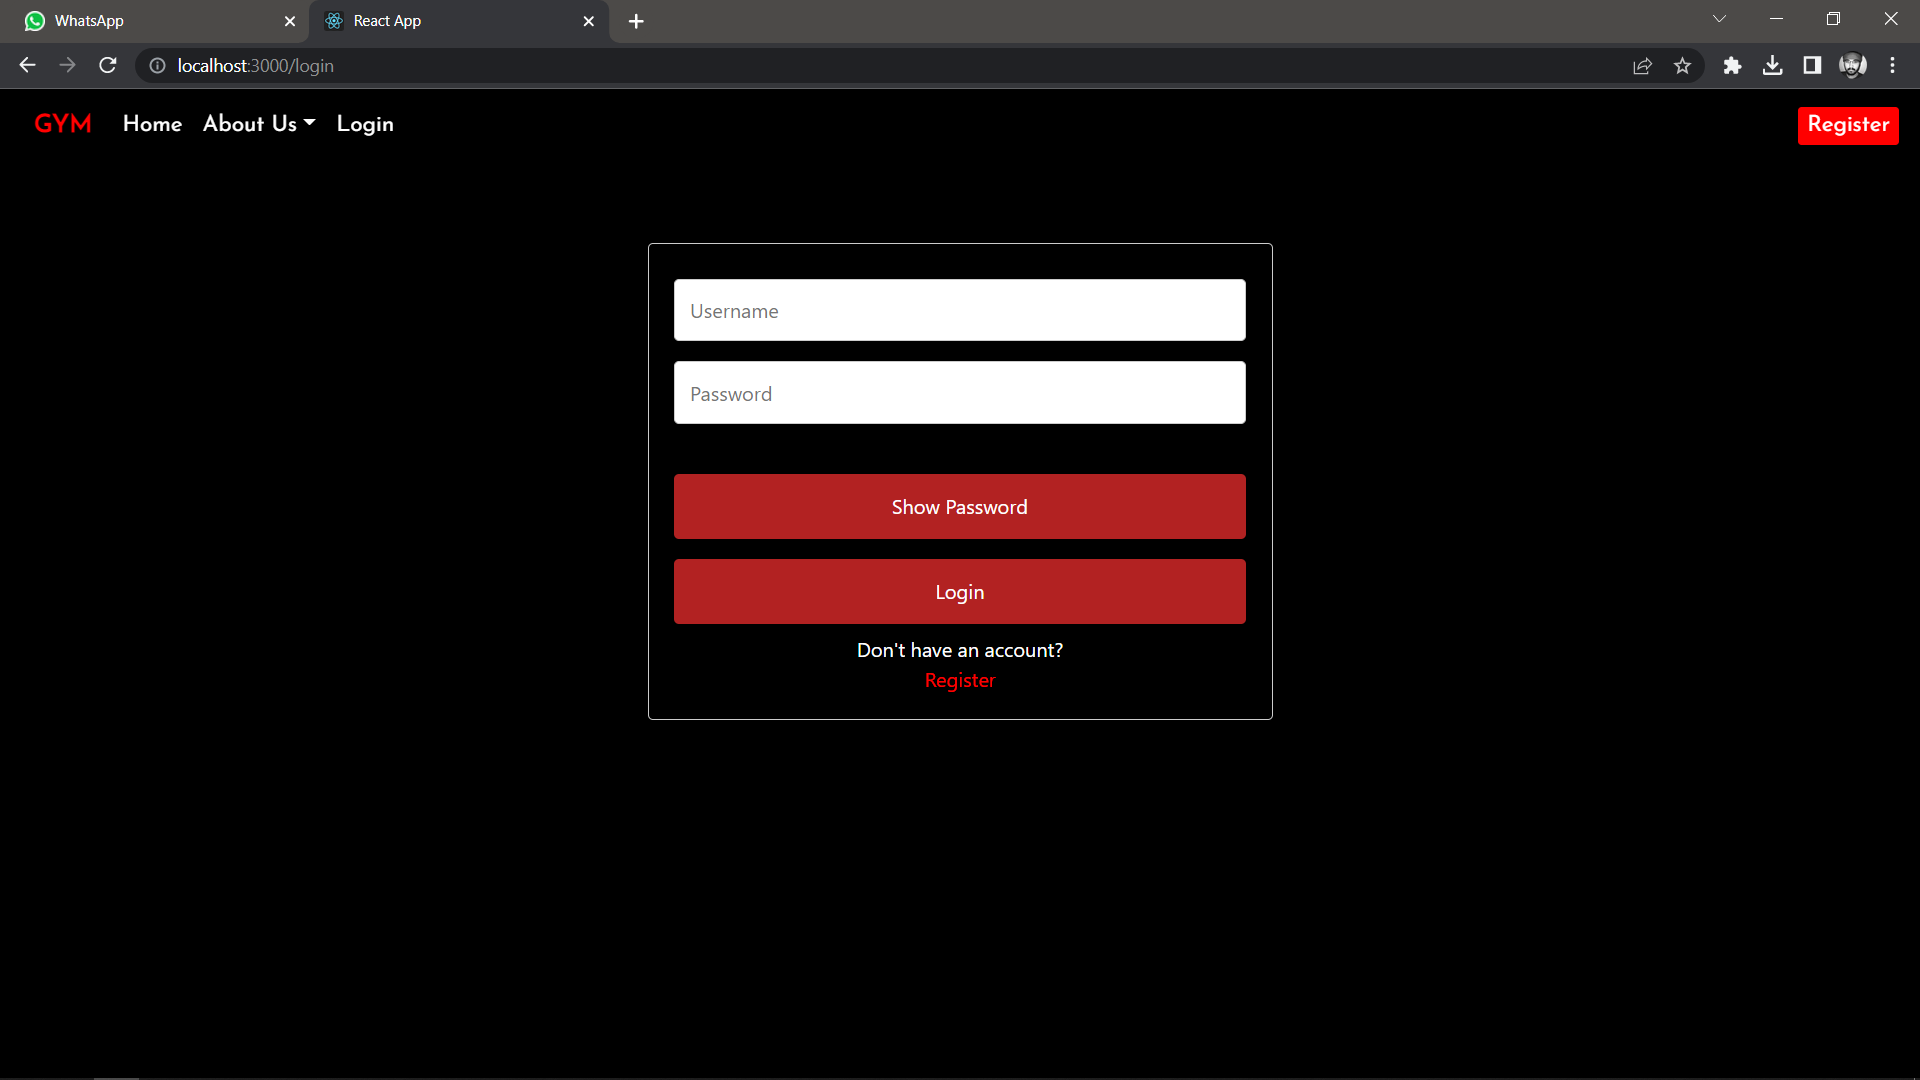 WhatsApp
React App
localhost:3000/login
GYM Home About Us Login Register
Username
Password
Show Password
Login
Don't have an account?
Register